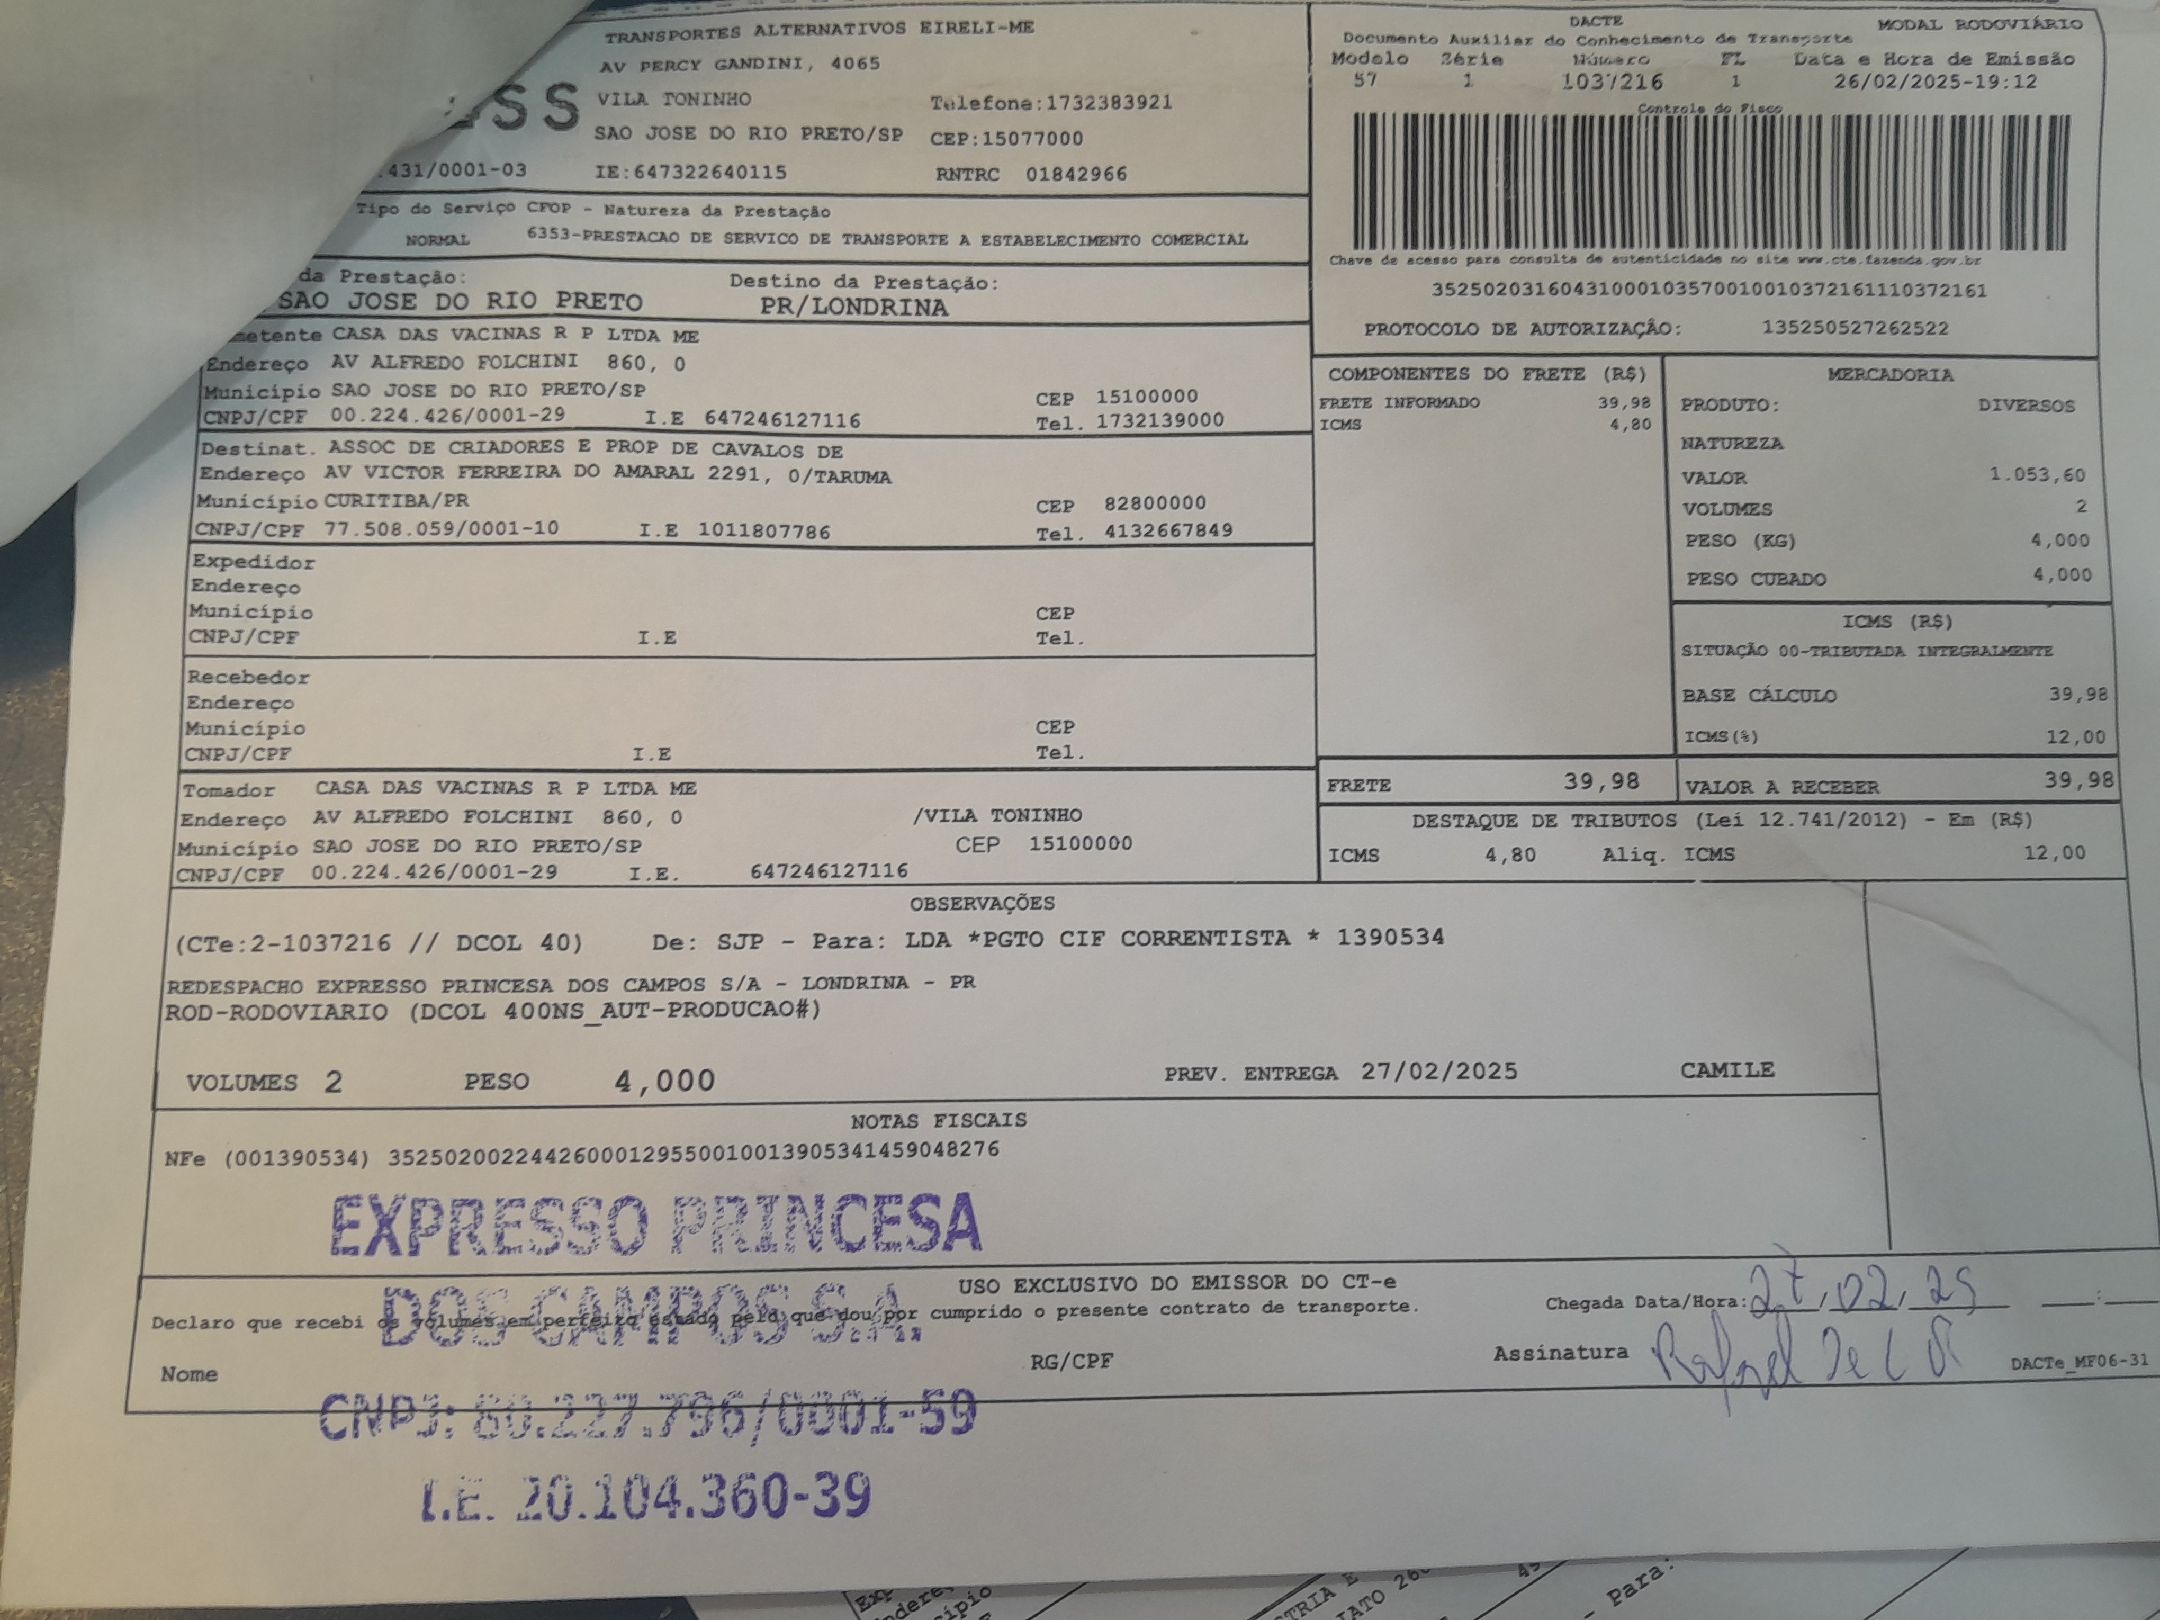 TRANSPORTES ALTERNATIVOS EIRELI-ME
AV PERCY GANDINI, 4065
SS
VILA TONINHO Telefone:1732383921
SAO JOSE DO RIO PRETO/SP CEP:15077000
.431/0001-03 IE:647322640115 RNTRC 01842966
DACTE MODAL RODOVIÁRIO
Documento Auxiliar do Conhecimento de Transporte
Modelo Série Número FL Data e Hora de Emissão
57 1 1037216 1 26/02/2025-19:12
Controle do Fisco
Chave de acesso para consulta de autenticidade no site www.cte.fazenda.gov.br
35250203160431000103570010010372161110372161
PROTOCOLO DE AUTORIZAÇÃO: 135250527262522
Tipo do Serviço CFOP - Natureza da Prestação
NORMAL 6353-PRESTACAO DE SERVICO DE TRANSPORTE A ESTABELECIMENTO COMERCIAL
da Prestação: Destino da Prestação:
SAO JOSE DO RIO PRETO PR/LONDRINA
metente CASA DAS VACINAS R P LTDA ME
Endereço AV ALFREDO FOLCHINI 860, 0
Município SAO JOSE DO RIO PRETO/SP CEP 15100000
CNPJ/CPF 00.224.426/0001-29 I.E 647246127116 Tel. 1732139000
Destinat. ASSOC DE CRIADORES E PROP DE CAVALOS DE
Endereço AV VICTOR FERREIRA DO AMARAL 2291, 0/TARUMA
Município CURITIBA/PR CEP 82800000
CNPJ/CPF 77.508.059/0001-10 I.E 1011807786 Tel. 4132667849
Expedidor
Endereço
Município CEP
CNPJ/CPF I.E Tel.
Recebedor
Endereço
Município CEP
CNPJ/CPF I.E Tel.
Tomador CASA DAS VACINAS R P LTDA ME
Endereço AV ALFREDO FOLCHINI 860, 0 /VILA TONINHO
Município SAO JOSE DO RIO PRETO/SP CEP 15100000
CNPJ/CPF 00.224.426/0001-29 I.E. 647246127116
COMPONENTES DO FRETE (R$)
FRETE INFORMADO 39,98
ICMS 4,80
MERCADORIA
PRODUTO: DIVERSOS
NATUREZA
VALOR 1.053,60
VOLUMES 2
PESO (KG) 4,000
PESO CUBADO 4,000
ICMS (R$)
SITUAÇÃO 00-TRIBUTADA INTEGRALMENTE
BASE CÁLCULO 39,98
ICMS(%) 12,00
FRETE 39,98 VALOR A RECEBER 39,98
DESTAQUE DE TRIBUTOS (Lei 12.741/2012) - Em (R$)
ICMS 4,80 Aliq. ICMS 12,00
OBSERVAÇÕES
(CTe:2-1037216 // DCOL 40) De: SJP - Para: LDA *PGTO CIF CORRENTISTA * 1390534
REDESPACHO EXPRESSO PRINCESA DOS CAMPOS S/A - LONDRINA - PR
ROD-RODOVIARIO (DCOL 400NS_AUT-PRODUCAO#)
VOLUMES 2 PESO 4,000 PREV. ENTREGA 27/02/2025 CAMILE
NOTAS FISCAIS
NFe (001390534) 35250200224426000129550010013905341459048276
EXPRESSO PRINCESA
DOS CAMPOS S.A.
USO EXCLUSIVO DO EMISSOR DO CT-e
Declaro que recebi os volumes em perfeito estado pelo que dou por cumprido o presente contrato de transporte.
Chegada Data/Hora: 27/02/25 :
Nome RG/CPF Assinatura Rafael DACTe_MF06-31
CNPJ: 80.227.796/0001-59
I.E. 20.104.360-39
Para: